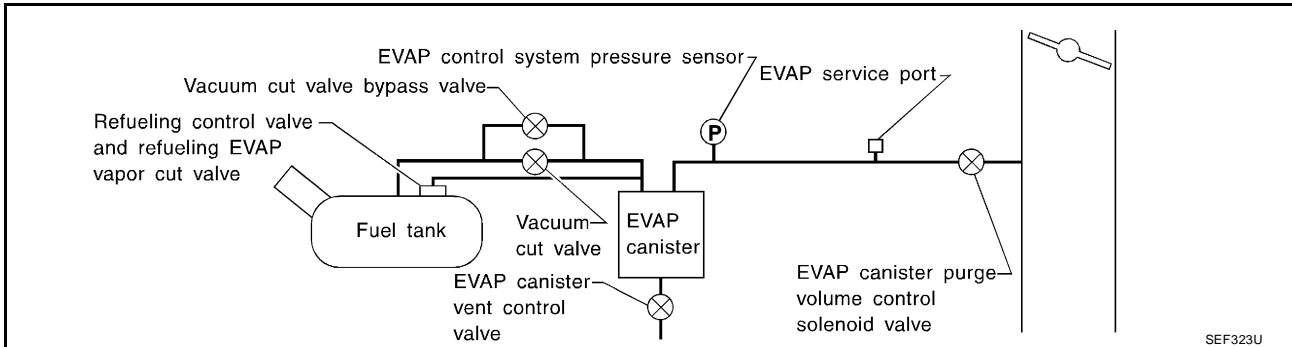 EVAP control system pressure sensor
EVAP service port
Vacuum cut valve bypass valve
Refueling control valve
and refueling EVAP
vapor cut valve
P
Fuel tank
Vacuum
cut valve
EVAP
canister
EVAP canister
vent control
valve
EVAP canister purge
volume control
solenoid valve
SEF323U